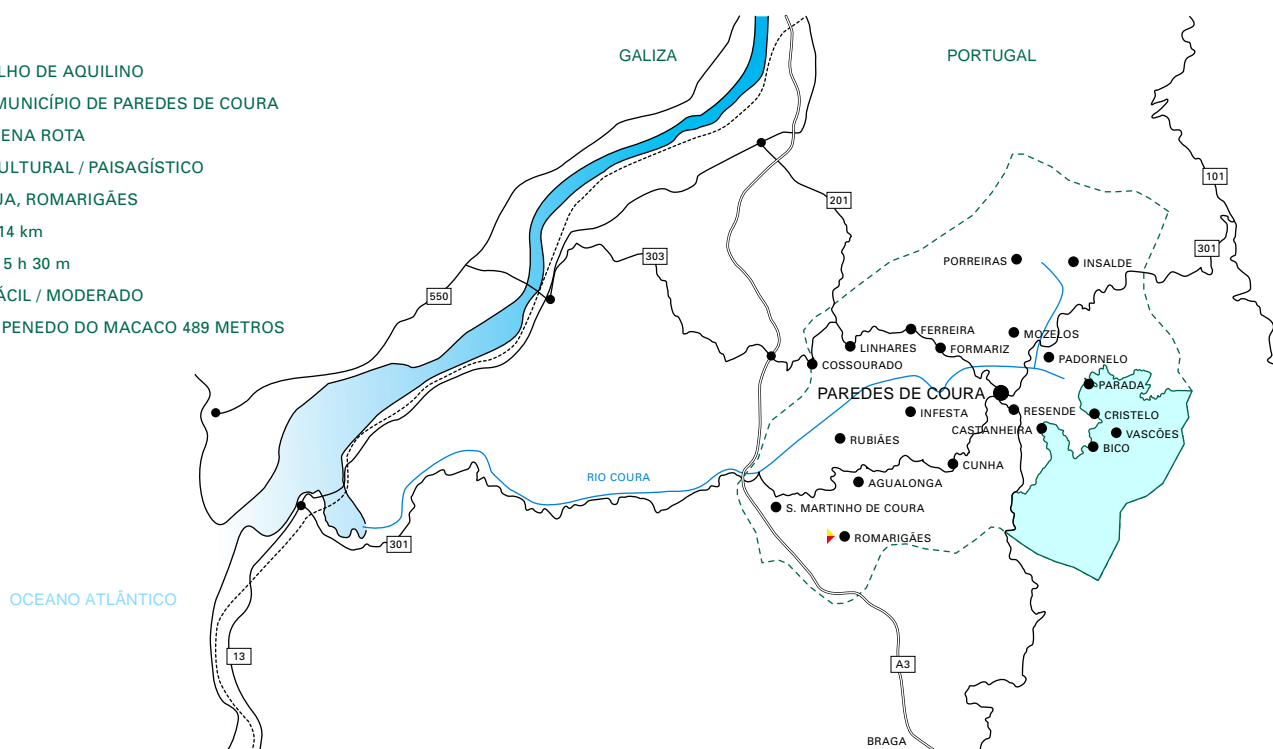 GALIZA
PORTUGAL
LHO DE AQUILINO
MUNICÍPIO DE PAREDES DE COURA
ENA ROTA
ULTURAL / PAISAGÍSTICO
JA, ROMARIGÃES
14 km
5 h 30 m
ÁCIL / MODERADO
PENEDO DO MACACO 489 METROS
101
201
301
303
550
PORREIRAS
INSALDE
FERREIRA
MOZELOS
LINHARES
FORMARIZ
COSSOURADO
PADORNELO
PARADA
PAREDES DE COURA
INFESTA
RESENDE
CRISTELO
CASTANHEIRA
VASCÕES
RUBIÃES
BICO
CUNHA
RIO COURA
AGUALONGA
S. MARTINHO DE COURA
ROMARIGÃES
301
OCEANO ATLÂNTICO
13
A3
BRAGA